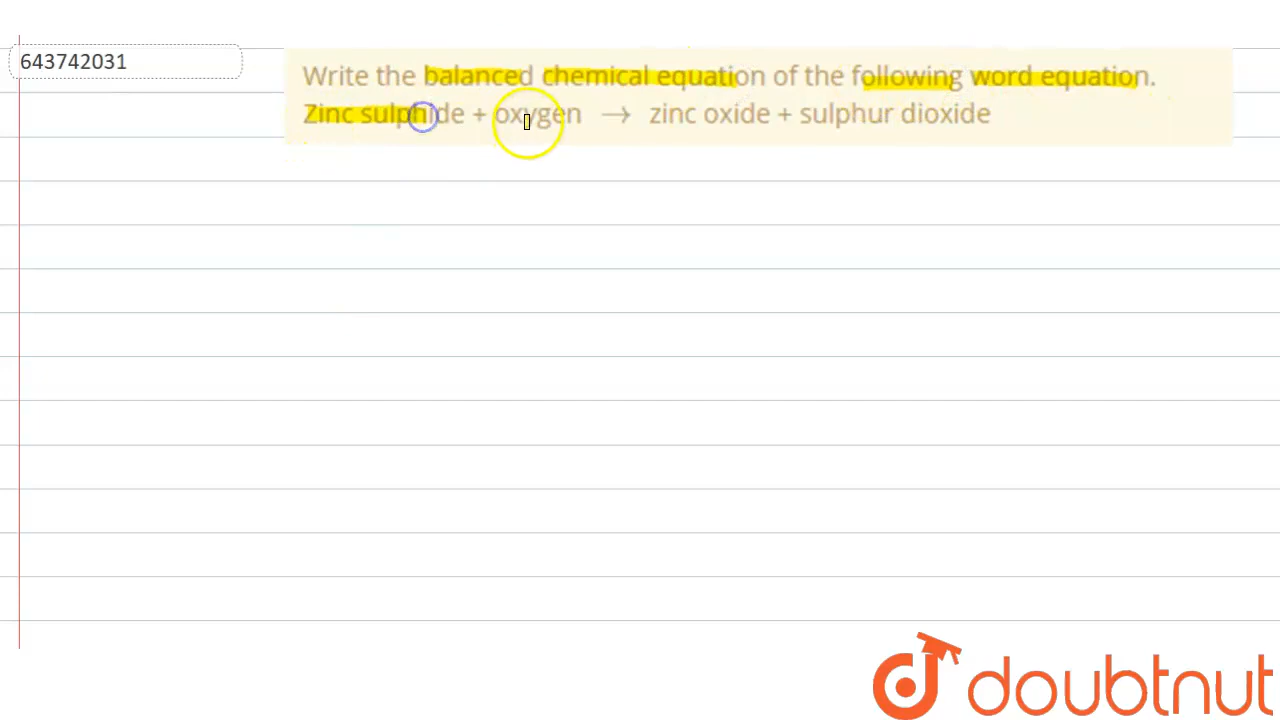 643742031
Write the balanced chemical equation of the following word equation.
Zinc sulphide + oxygen → zinc oxide + sulphur dioxide
doubtnut